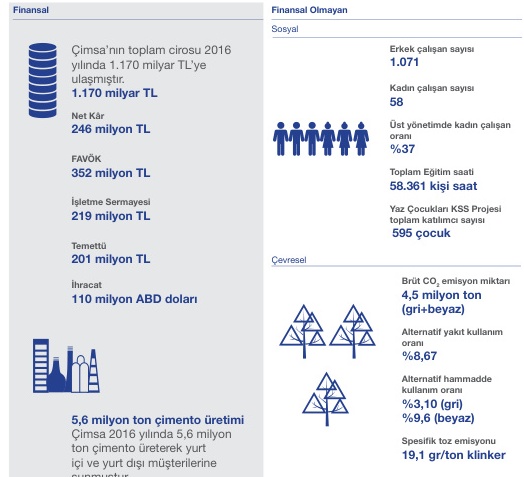 Finansal
Çimsa'nın toplam cirosu 2016
yılında 1.170 milyar TL'ye
ulaşmıştır.
1.170 milyar TL
Net Kâr
246 milyon TL
FAVÖK
352 milyon TL
İşletme Sermayesi
219 milyon TL
Temettü
201 milyon TL
İhracat
110 milyon ABD doları
5,6 milyon ton çimento üretimi
Çimsa 2016 yılında 5,6 milyon
ton çimento üreterek yurt
içi ve yurt dışı müşterilerine
sunmuştur.
Finansal Olmayan
Sosyal
Erkek çalışan sayısı
1.071
Kadın çalışan sayısı
58
Üst yönetimde kadın çalışan
oranı
%37
Toplam Eğitim saati
58.361 kişi saat
Yaz Çocukları KSS Projesi
toplam katılımcı sayısı
595 çocuk
Çevresel
Brüt CO₂ emisyon miktarı
4,5 milyon ton
(gri+beyaz)
Alternatif yakıt kullanım
oranı
%8,67
Alternatif hammadde
kullanım oranı
%3,10 (gri)
%9,6 (beyaz)
Spesifik toz emisyonu
19,1 gr/ton klinker